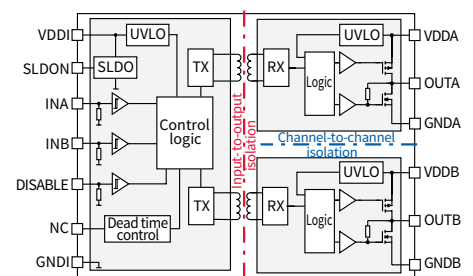 VDDI
SLDON
INA
INB
DISABLE
NC
GNDI
UVLO
SLDO
Control
logic
Dead time
control
TX
TX
Input-to-output
isolation
RX
UVLO
Logic
VDDA
OUTA
GNDA
Channel-to-channel
isolation
RX
UVLO
Logic
VDDB
OUTB
GNDB